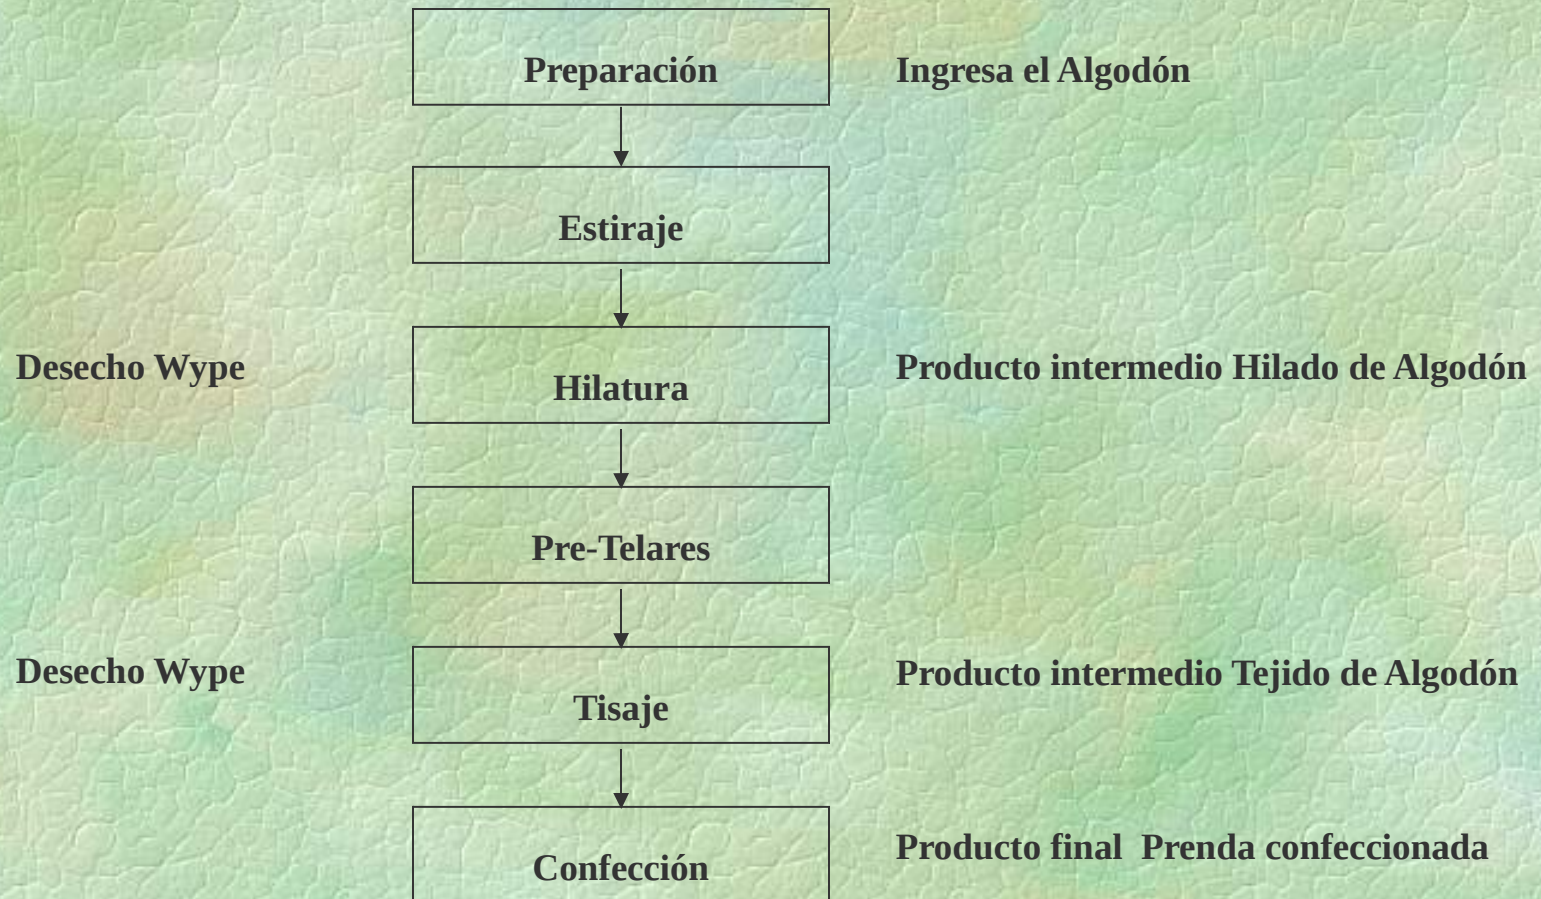 Preparación
Ingresa el Algodón
Estiraje
Desecho Wype
Hilatura
Producto intermedio Hilado de Algodón
Pre-Telares
Desecho Wype
Tisaje
Producto intermedio Tejido de Algodón
Confección
Producto final  Prenda confeccionada